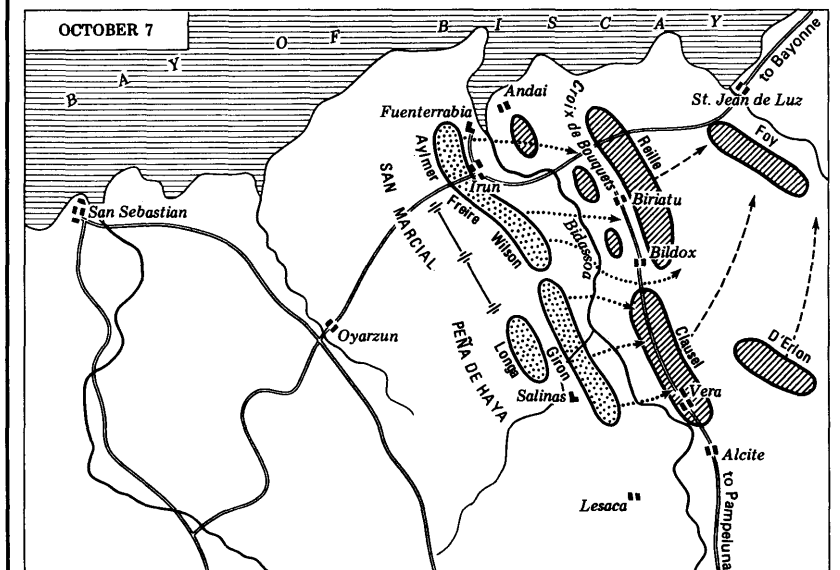 OCTOBER 7
BAY OF BISCAY
to Bayonne
St. Jean de Luz
Andai
Fuenterrabia
Croix de Bouquets
Reille
Foy
Aylmer
Irun
SAN MARCIAL
Freire
Wilson
Biriatu
Bidassoa
Bildox
San Sebastian
Oyarzun
PEÑA DE HAYA
Longa
Giron
Salinas
Clausel
Vera
D'Erlon
Alcite
Lesaca
to Pampeluna